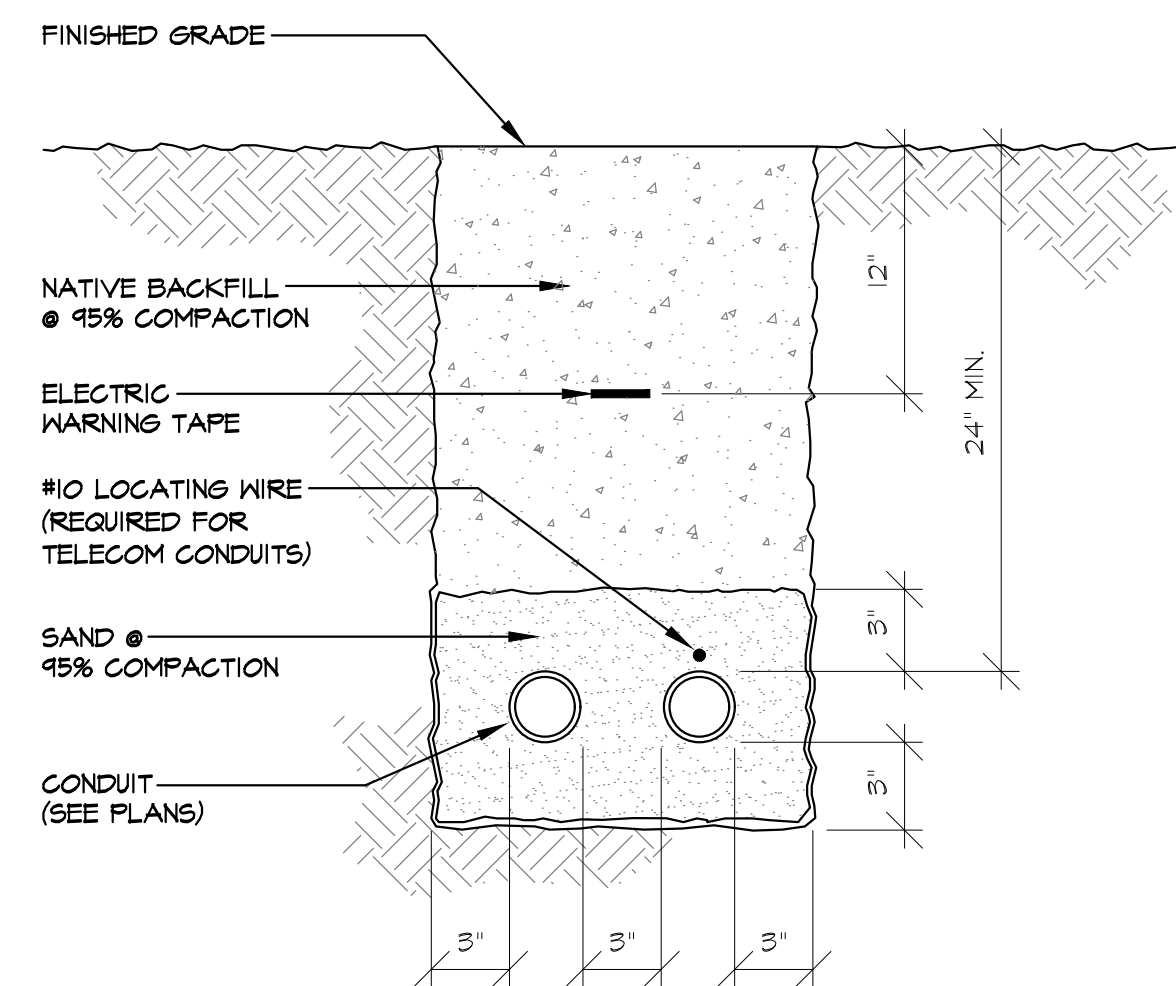 FINISHED GRADE
NATIVE BACKFILL
@ 95% COMPACTION
ELECTRIC
WARNING TAPE
#10 LOCATING WIRE
(REQUIRED FOR
TELECOM CONDUITS)
SAND @
95% COMPACTION
CONDUIT
(SEE PLANS)
12"
24" MIN.
3"
3"
3"
3"
3"